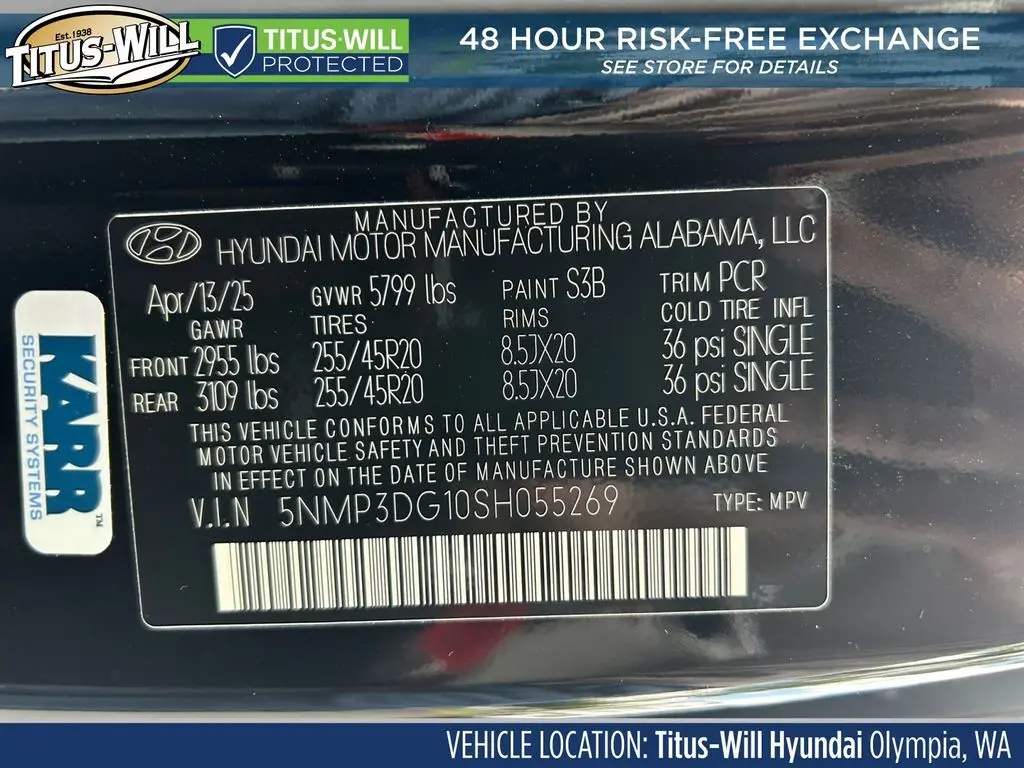 Est.1938
TITUS-WILL
TITUS-WILL
PROTECTED
48 HOUR RISK-FREE EXCHANGE
SEE STORE FOR DETAILS
MANUFACTURED BY
HYUNDAI MOTOR MANUFACTURING ALABAMA, LLC
Apr/13/25 GVWR 5799 lbs PAINT S3B TRIM PCR
GAWR TIRES RIMS COLD TIRE INFL
FRONT 2955 lbs 255/45R20 8.5JX20 36 psi SINGLE
REAR 3109 lbs 255/45R20 8.5JX20 36 psi SINGLE
THIS VEHICLE CONFORMS TO ALL APPLICABLE U.S.A. FEDERAL
MOTOR VEHICLE SAFETY AND THEFT PREVENTION STANDARDS
IN EFFECT ON THE DATE OF MANUFACTURE SHOWN ABOVE
V.I.N 5NMP3DG10SH055269 TYPE: MPV
KARR™
SECURITY SYSTEMS
VEHICLE LOCATION: Titus-Will Hyundai Olympia, WA